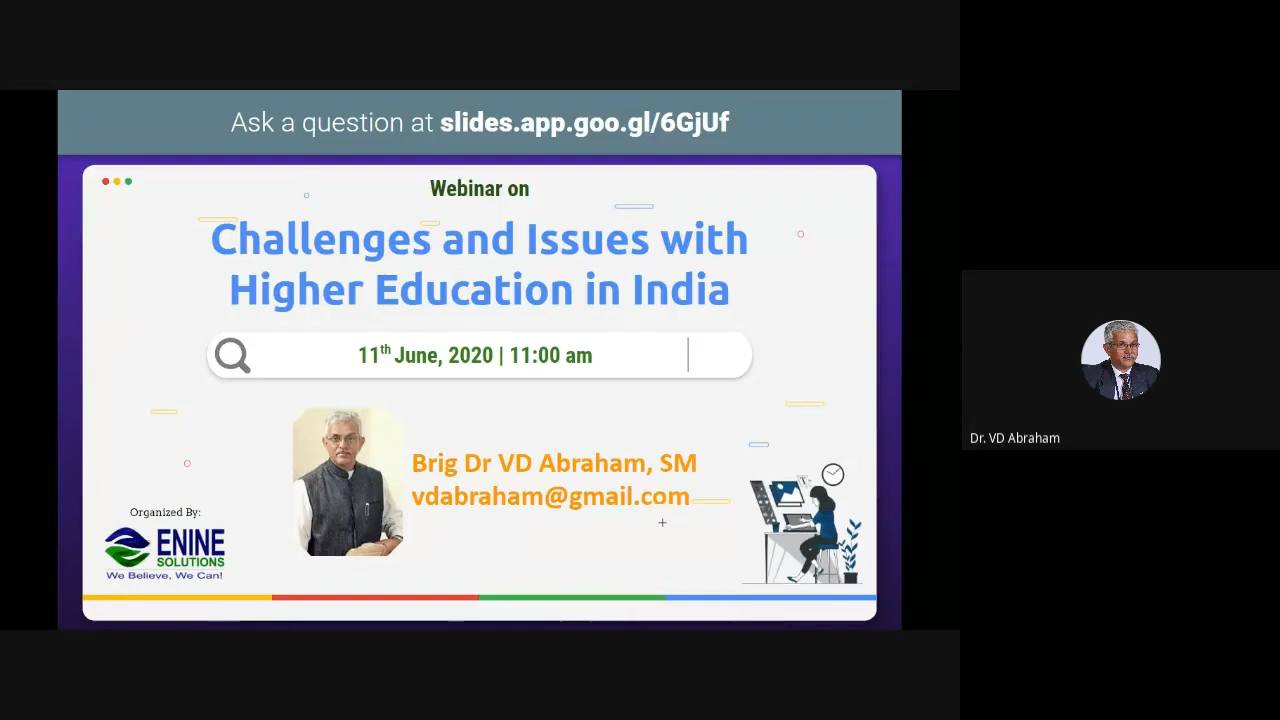 Ask a question at slides.app.goo.gl/6GjUf
Webinar on
Challenges and Issues with
Higher Education in India
11th June, 2020 | 11:00 am
Brig Dr VD Abraham, SM
vdabraham@gmail.com
Organized By:
ENINE
SOLUTIONS
We Believe, We Can!
Dr. VD Abraham